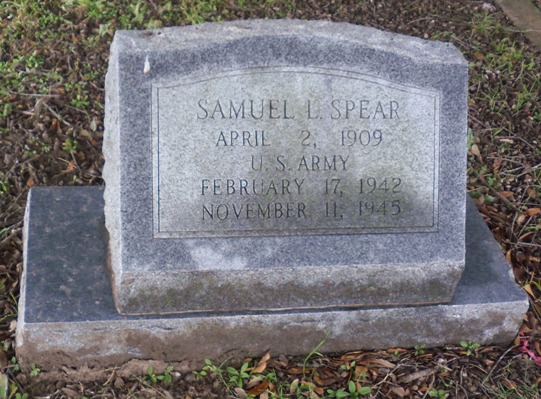 SAMUEL L. SPEAR
APRIL 2, 1909
U.S. ARMY
FEBRUARY 17, 1942
NOVEMBER 11, 1945